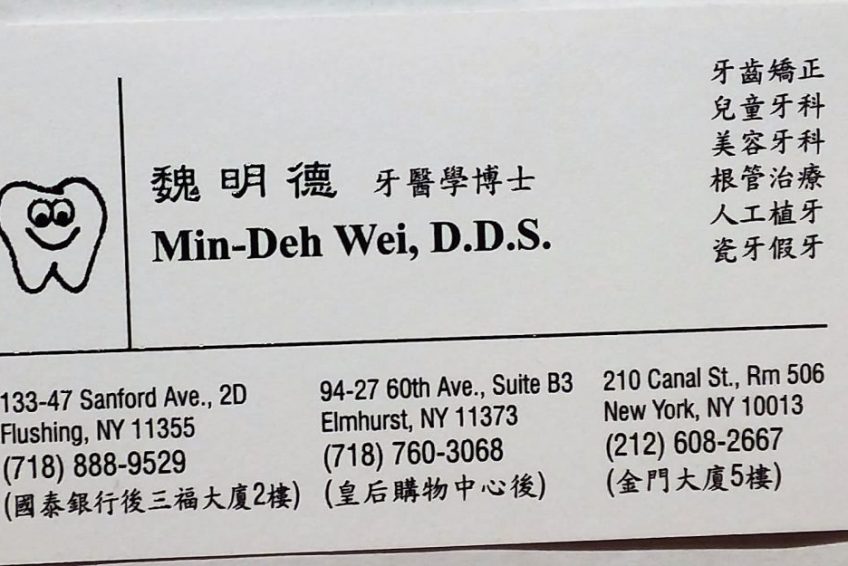 牙齒矯正
兒童牙科
美容牙科
根管治療
人工植牙
瓷牙假牙
魏明德 牙醫學博士
Min-Deh Wei, D.D.S.
133-47 Sanford Ave., 2D
Flushing, NY 11355
(718) 888-9529
(國泰銀行後三福大廈2樓)
94-27 60th Ave., Suite B3
Elmhurst, NY 11373
(718) 760-3068
(皇后購物中心後)
210 Canal St., Rm 506
New York, NY 10013
(212) 608-2667
(金門大廈5樓)